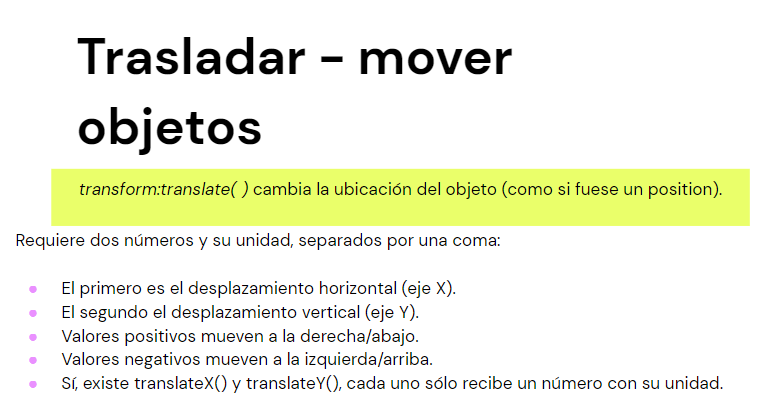 Trasladar - mover
objetos
transform:translate( ) cambia la ubicación del objeto (como si fuese un position).
Requiere dos números y su unidad, separados por una coma:
El primero es el desplazamiento horizontal (eje X).
El segundo el desplazamiento vertical (eje Y).
Valores positivos mueven a la derecha/abajo.
Valores negativos mueven a la izquierda/arriba.
Sí, existe translateX() y translateY(), cada uno sólo recibe un número con su unidad.